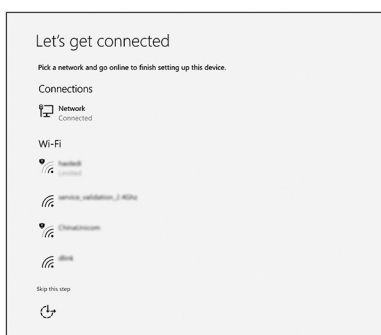 Let's get connected
Pick a network and go online to finish setting up this device.
Connections
Network
Connected
Wi-Fi
Limited
service_validation_2.4Ghz
ChinaUnicom
dlink
Skip this step